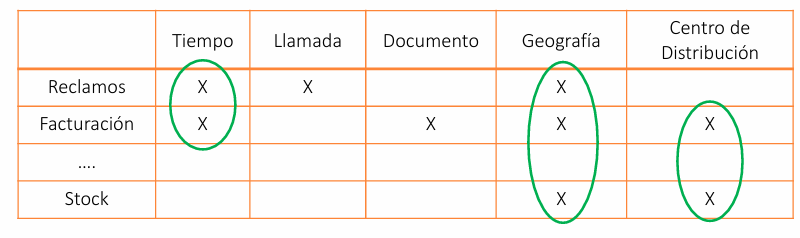 Tiempo Llamada Documento Geografía Centro de
Distribución
Reclamos X X X
Facturación X X X X
....
Stock X X